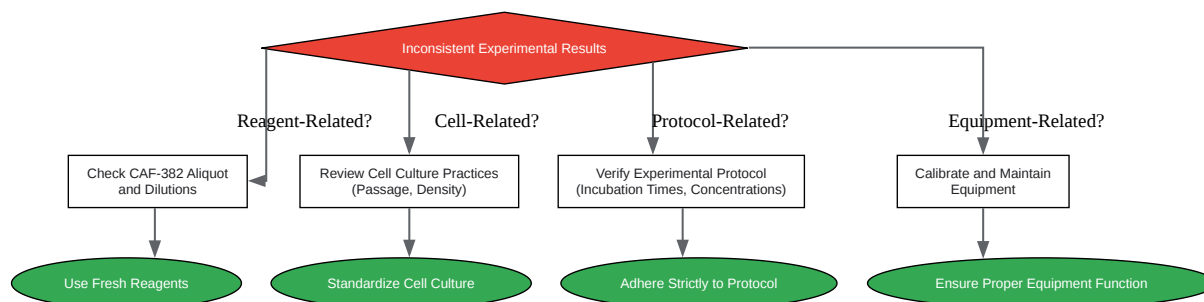 Inconsistent Experimental Results
Reagent-Related?
Cell-Related?
Protocol-Related?
Equipment-Related?
Check CAF-382 Aliquot
and Dilutions
Review Cell Culture Practices
(Passage, Density)
Verify Experimental Protocol
(Incubation Times, Concentrations)
Calibrate and Maintain
Equipment
Use Fresh Reagents
Standardize Cell Culture
Adhere Strictly to Protocol
Ensure Proper Equipment Function